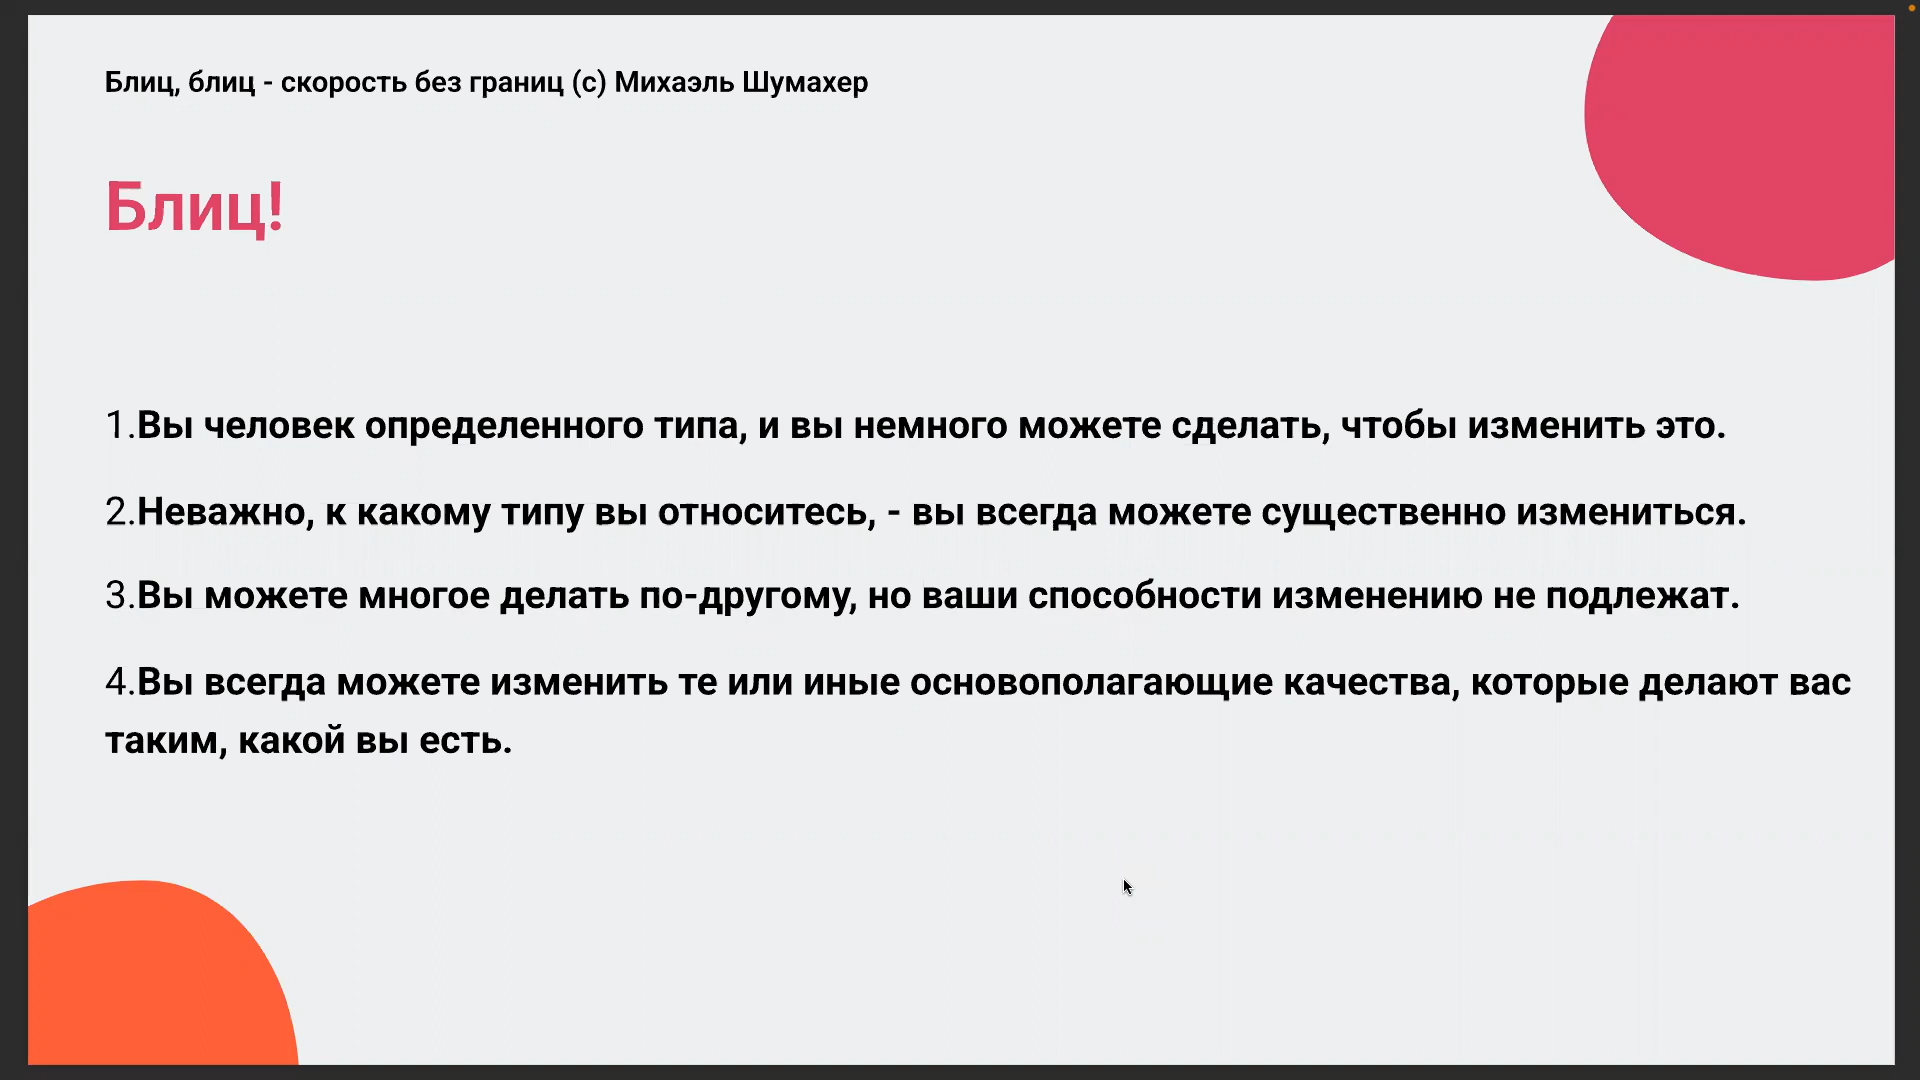 Блиц, блиц - скорость без границ (с) Михаэль Шумахер
Блиц!
1.Вы человек определенного типа, и вы немного можете сделать, чтобы изменить это.
2.Неважно, к какому типу вы относитесь, - вы всегда можете существенно измениться.
3.Вы можете многое делать по-другому, но ваши способности изменению не подлежат.
4.Вы всегда можете изменить те или иные основополагающие качества, которые делают вас
таким, какой вы есть.